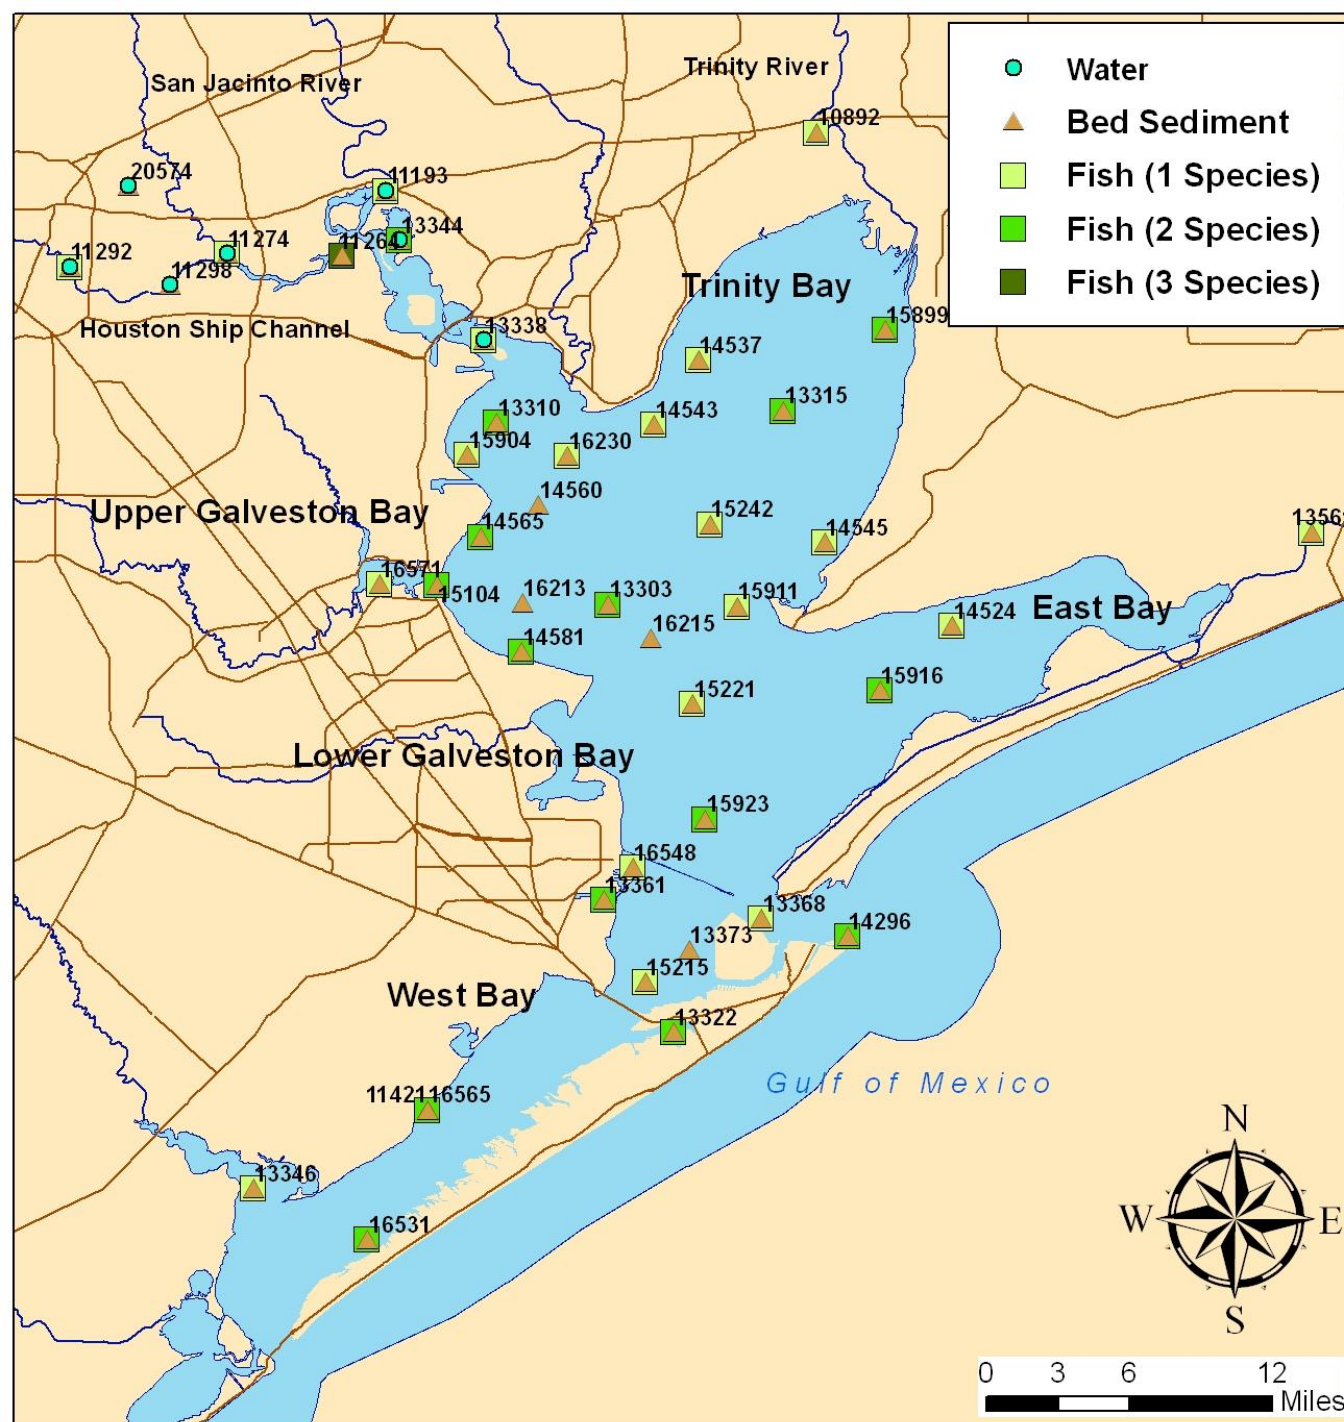 San Jacinto River
Trinity River
Water
Bed Sediment
Fish (1 Species)
Fish (2 Species)
Fish (3 Species)
10892
20574
11193
13344
11274
11264
11292
11298
Houston Ship Channel
13338
Trinity Bay
15899
14537
13315
13310
14543
15904
16230
14560
Upper Galveston Bay
14565
15242
14545
1356
16571
15104
16213
13303
15911
14524
East Bay
16215
14581
15916
15221
Lower Galveston Bay
15923
16548
13361
13368
14296
13373
15215
West Bay
13322
Gulf of Mexico
1142116565
13346
16531
N
W
E
S
0 3 6 12
Miles